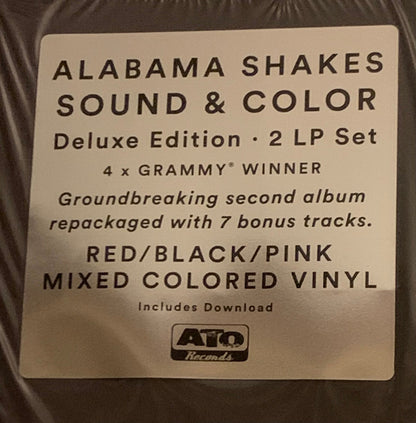 ALABAMA SHAKES
SOUND & COLOR
Deluxe Edition · 2 LP Set
4 x GRAMMY® WINNER
Groundbreaking second album
repackaged with 7 bonus tracks.
RED/BLACK/PINK
MIXED COLORED VINYL
Includes Download
ATO
Records